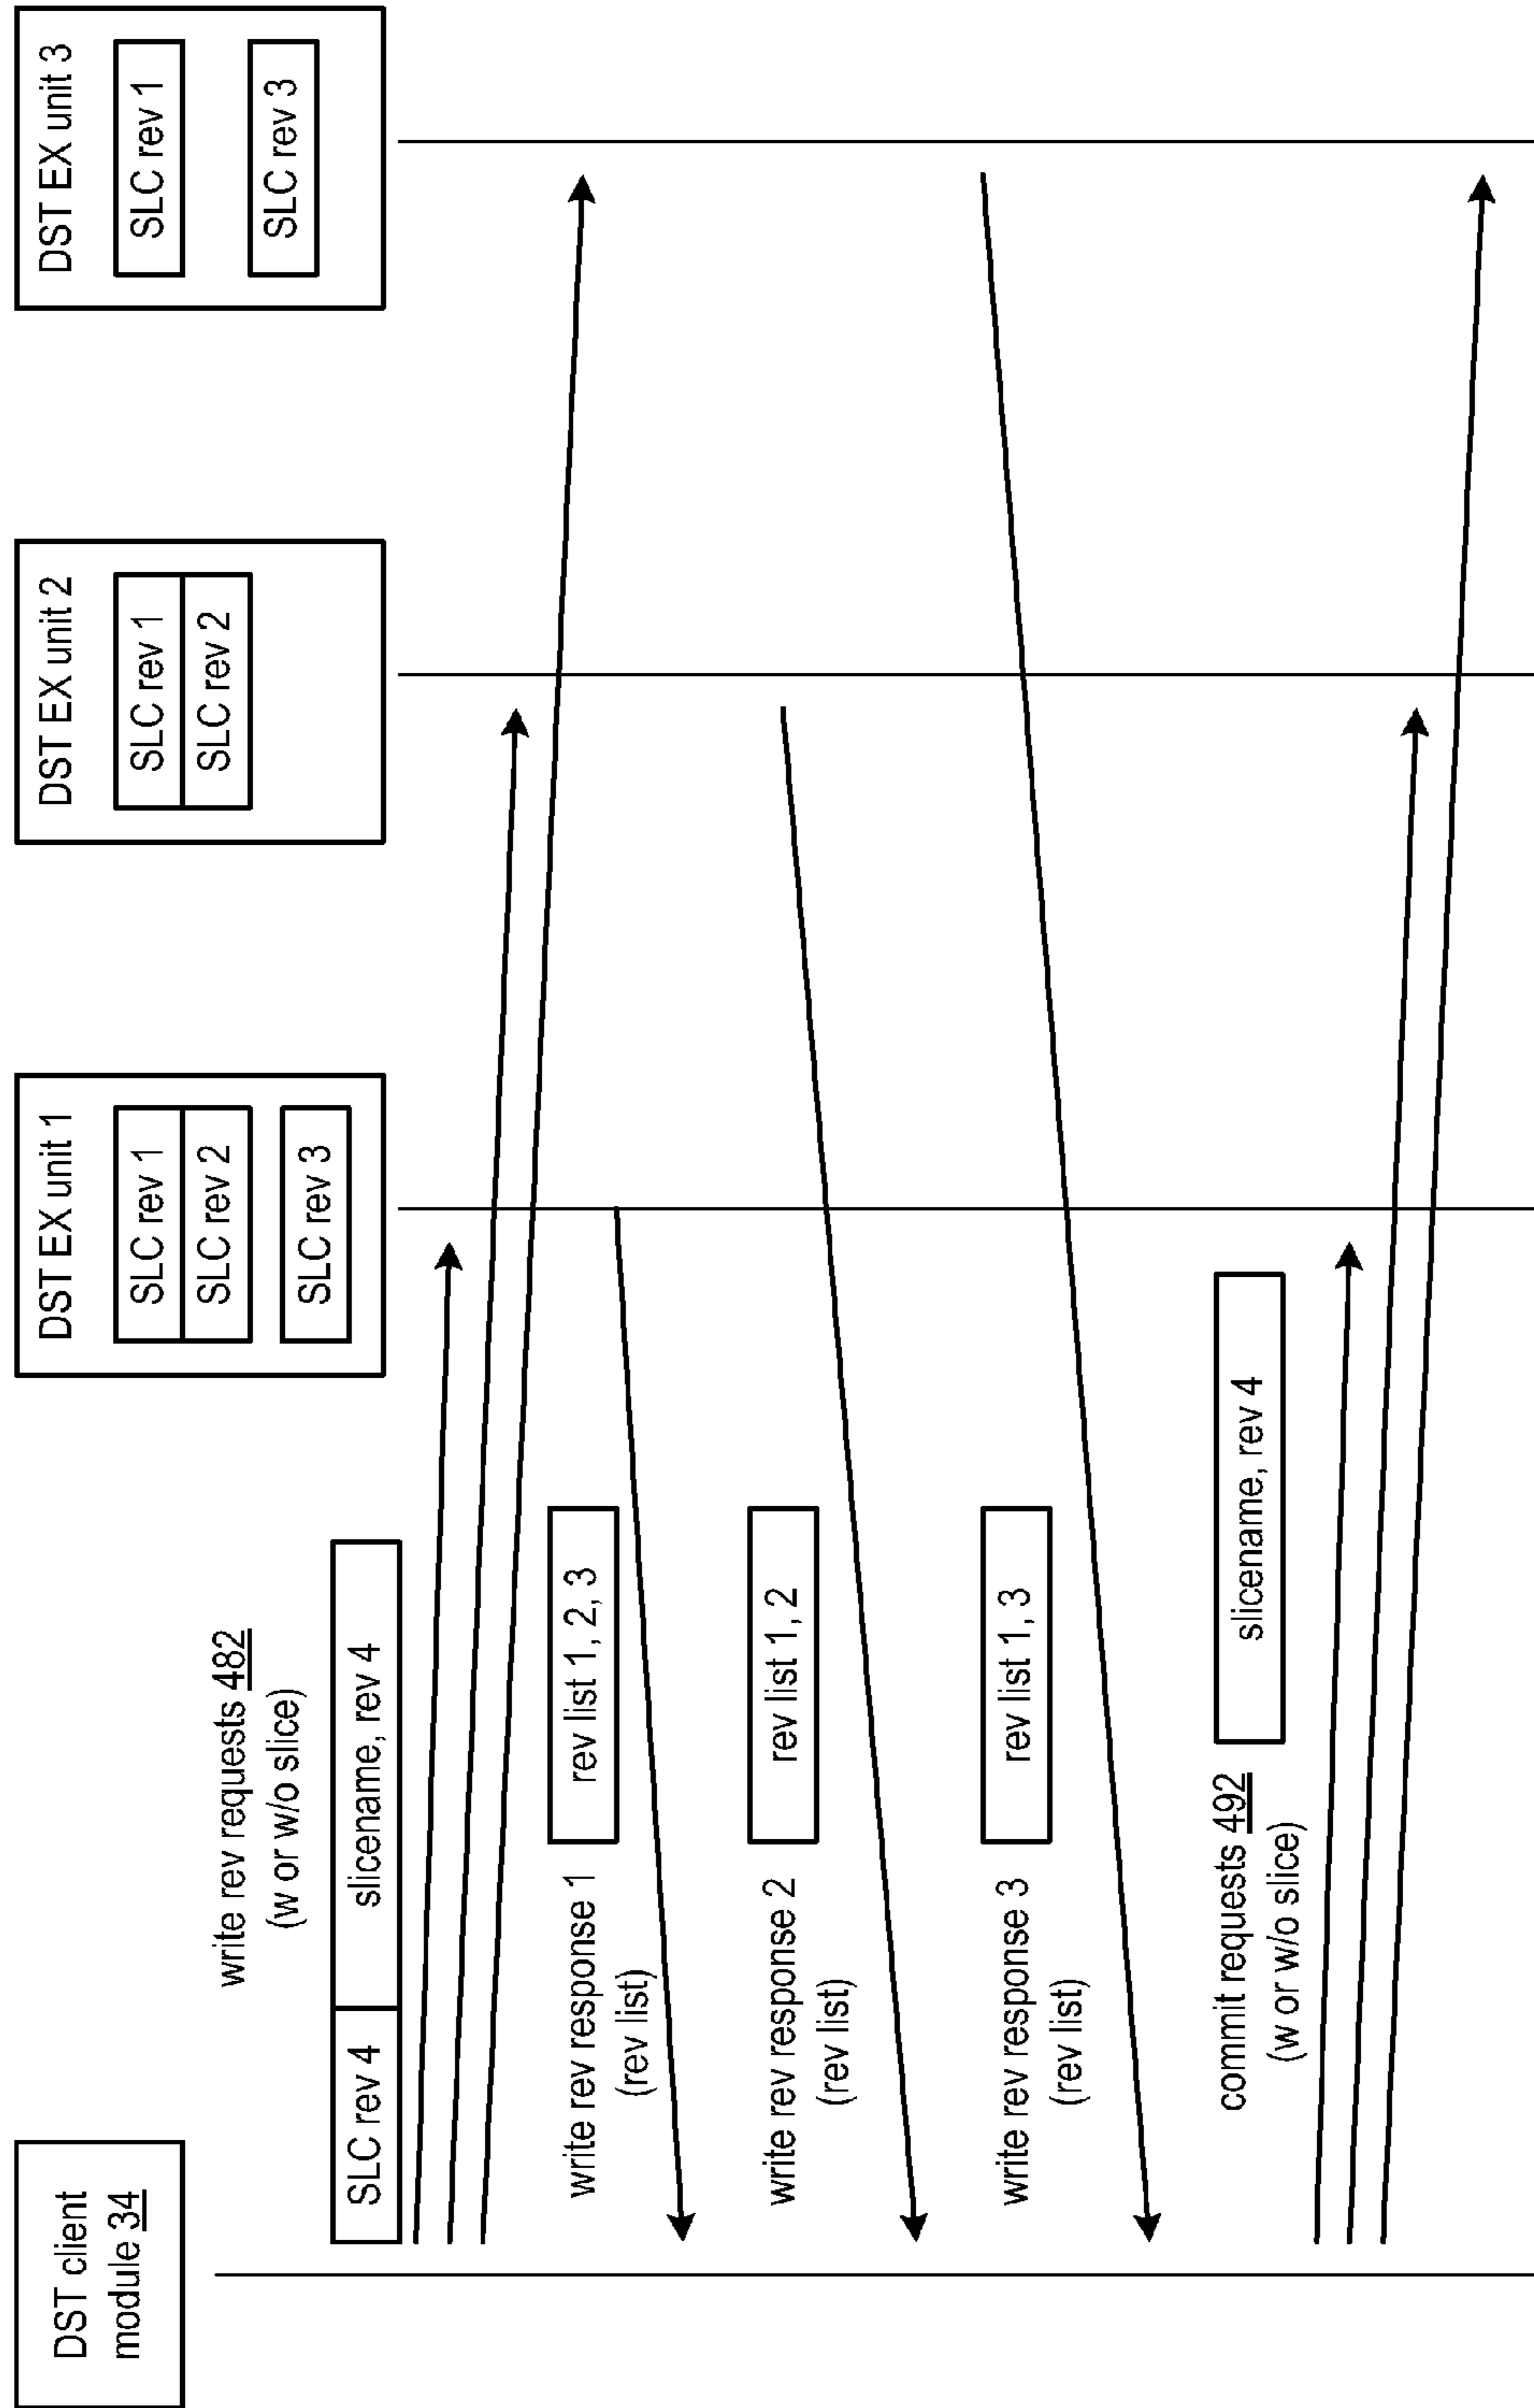 DST client
module 34
DST EX unit 1
SLC rev 1
SLC rev 2
SLC rev 3
DST EX unit 2
SLC rev 1
SLC rev 2
DST EX unit 3
SLC rev 1
SLC rev 3
write rev requests 482
(w or w/o slice)
SLC rev 4
slicename, rev 4
write rev response 1
(rev list)
rev list 1, 2, 3
write rev response 2
(rev list)
rev list 1, 2
write rev response 3
(rev list)
rev list 1, 3
commit requests 492
(w or w/o slice)
slicename, rev 4